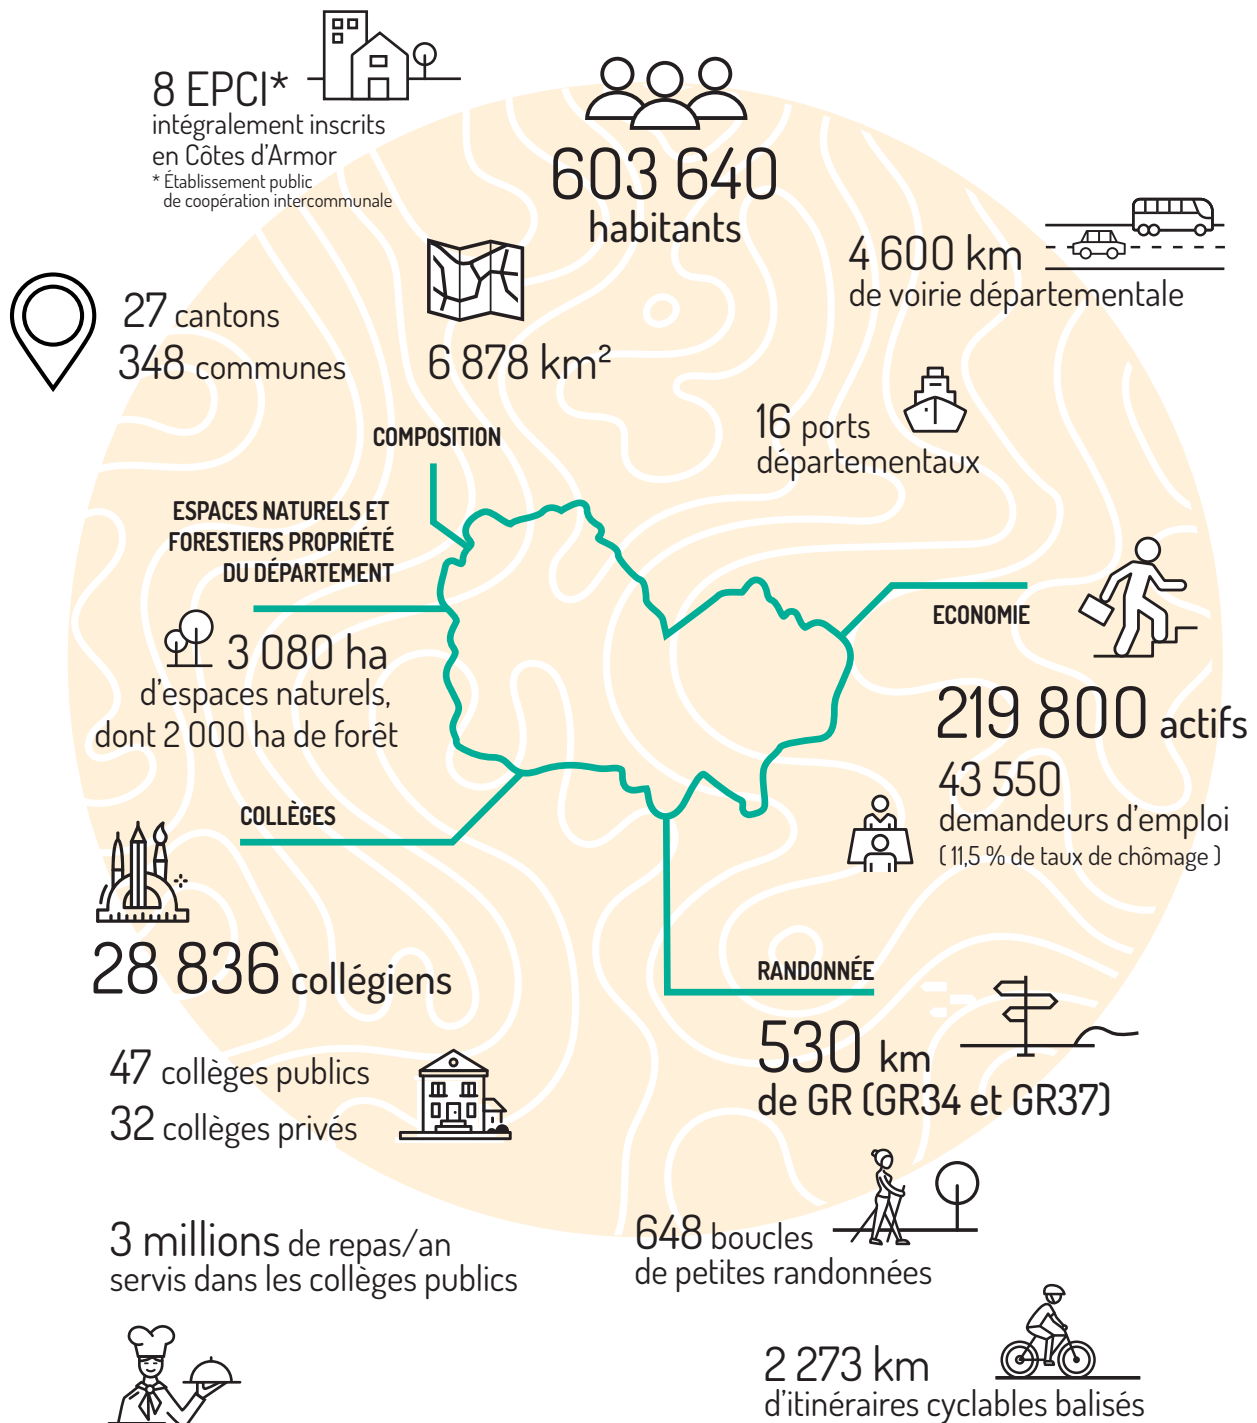 8 EPCI*
intégralement inscrits
en Côtes d’Armor
* Établissement public
de coopération intercommunale
603 640
habitants
4 600 km
de voirie départementale
27 cantons
348 communes
6 878 km²
16 ports
départementaux
COMPOSITION
ESPACES NATURELS ET
FORESTIERS PROPRIÉTÉ
DU DÉPARTEMENT
3 080 ha
d’espaces naturels,
dont 2 000 ha de forêt
ECONOMIE
219 800 actifs
43 550
demandeurs d’emploi
( 11,5 % de taux de chômage )
COLLÈGES
28 836 collégiens
47 collèges publics
32 collèges privés
3 millions de repas/an
servis dans les collèges publics
RANDONNÉE
530 km
de GR (GR34 et GR37)
648 boucles
de petites randonnées
2 273 km
d’itinéraires cyclables balisés